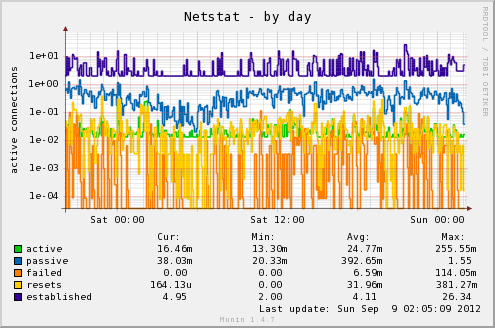 Netstat - by day
RRDTOOL / TOBI OETIKER
active connections
1e+01
1e+00
1e-01
1e-02
1e-03
1e-04
Sat 00:00 Sat 12:00 Sun 00:00
Cur: Min: Avg: Max:
active 16.46m 13.30m 24.77m 255.55m
passive 38.03m 20.33m 392.65m 1.55
failed 0.00 0.00 6.59m 114.05m
resets 164.13u 0.00 31.96m 381.27m
established 4.95 2.00 4.11 26.34
Last update: Sun Sep 9 02:05:09 2012
Munin 1.4.7